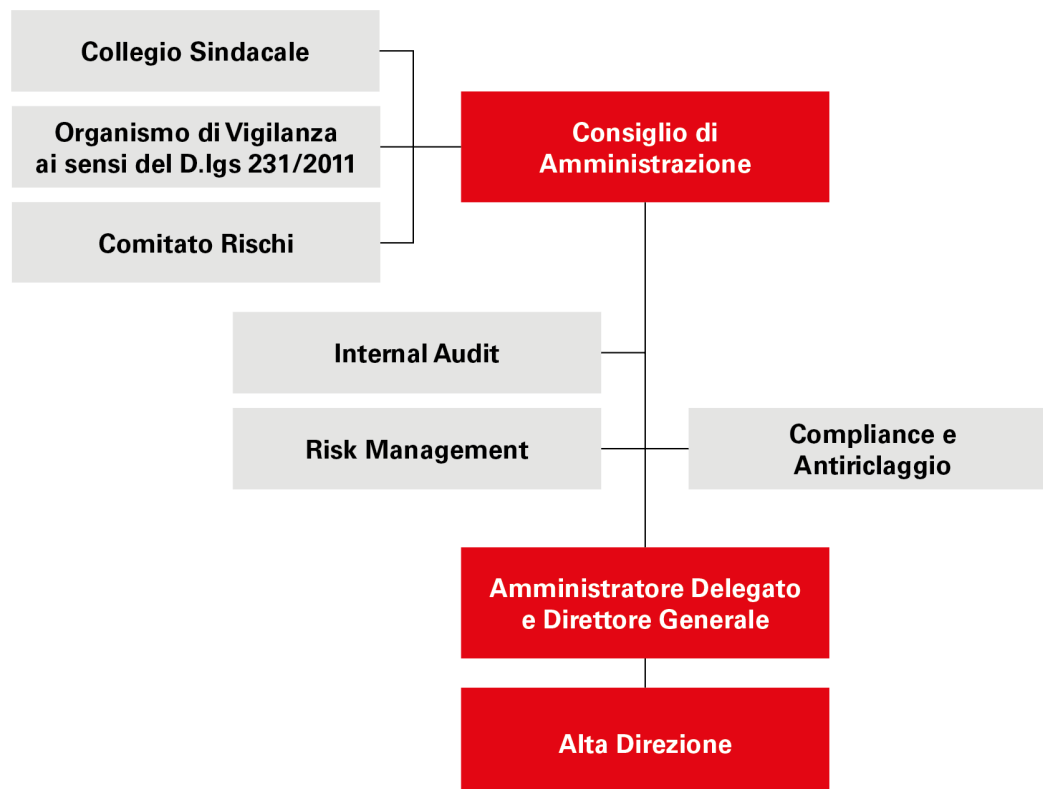 Collegio Sindacale
Organismo di Vigilanza
ai sensi del D.lgs 231/2011
Comitato Rischi
Consiglio di
Amministrazione
Internal Audit
Risk Management
Compliance e
Antiriclaggio
Amministratore Delegato
e Direttore Generale
Alta Direzione